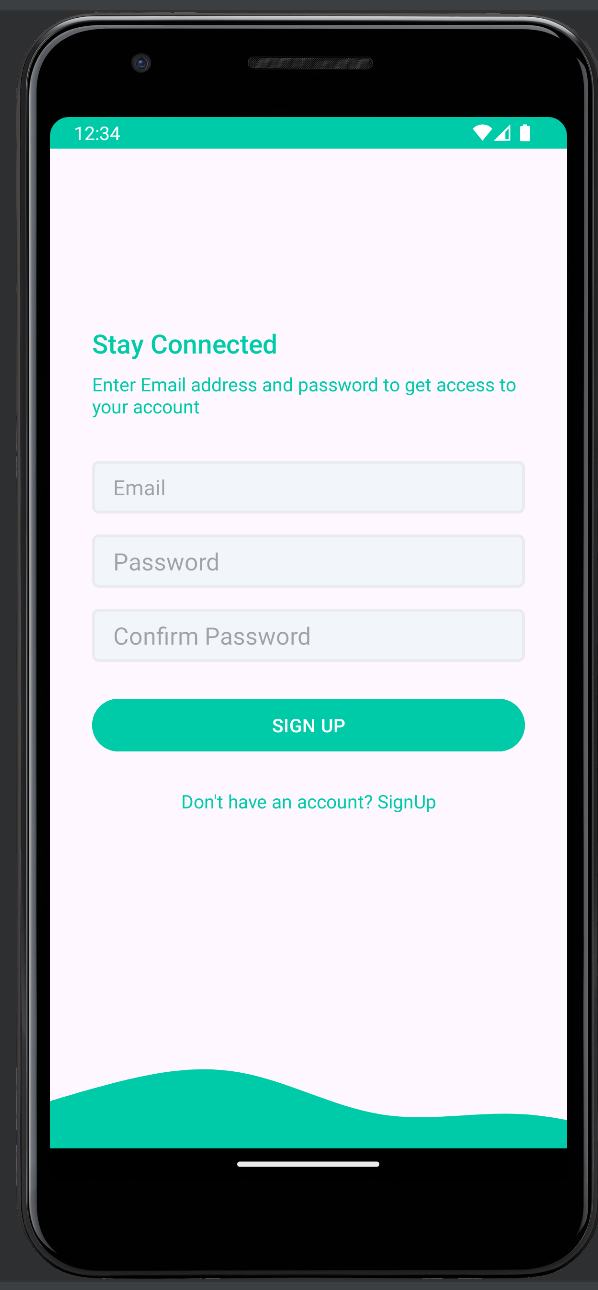 12:34
Stay Connected
Enter Email address and password to get access to
your account
Email
Password
Confirm Password
SIGN UP
Don't have an account? SignUp